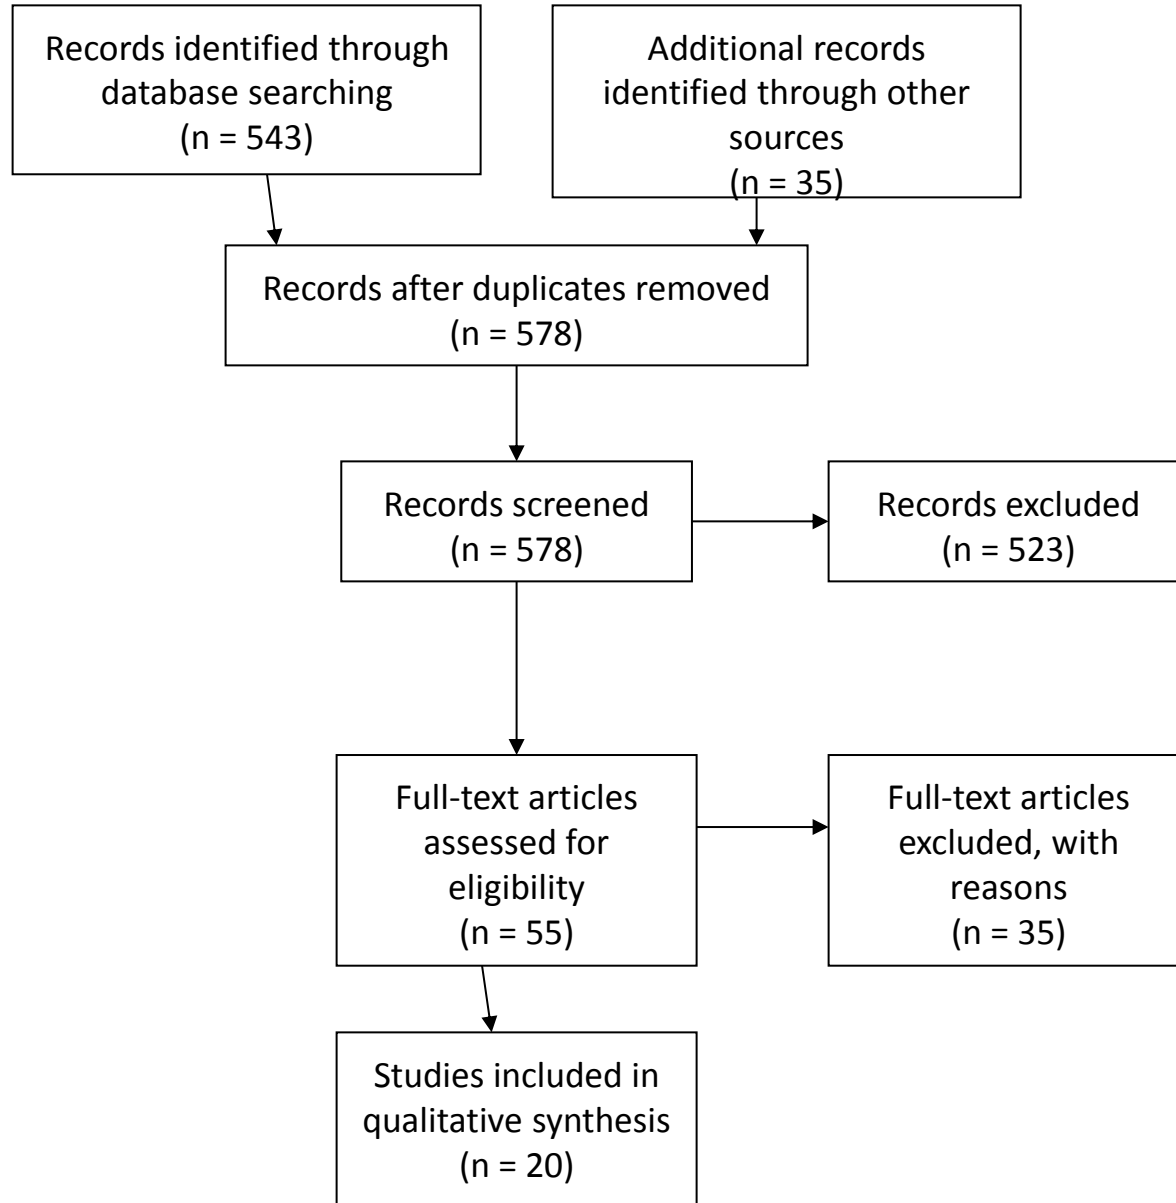 Records identified through
database searching
(n = 543)
Additional records
identified through other
sources
(n = 35)
Records after duplicates removed
(n = 578)
Records screened
(n = 578)
Records excluded
(n = 523)
Full-text articles
assessed for
eligibility
(n = 55)
Full-text articles
excluded, with
reasons
(n = 35)
Studies included in
qualitative synthesis
(n = 20)